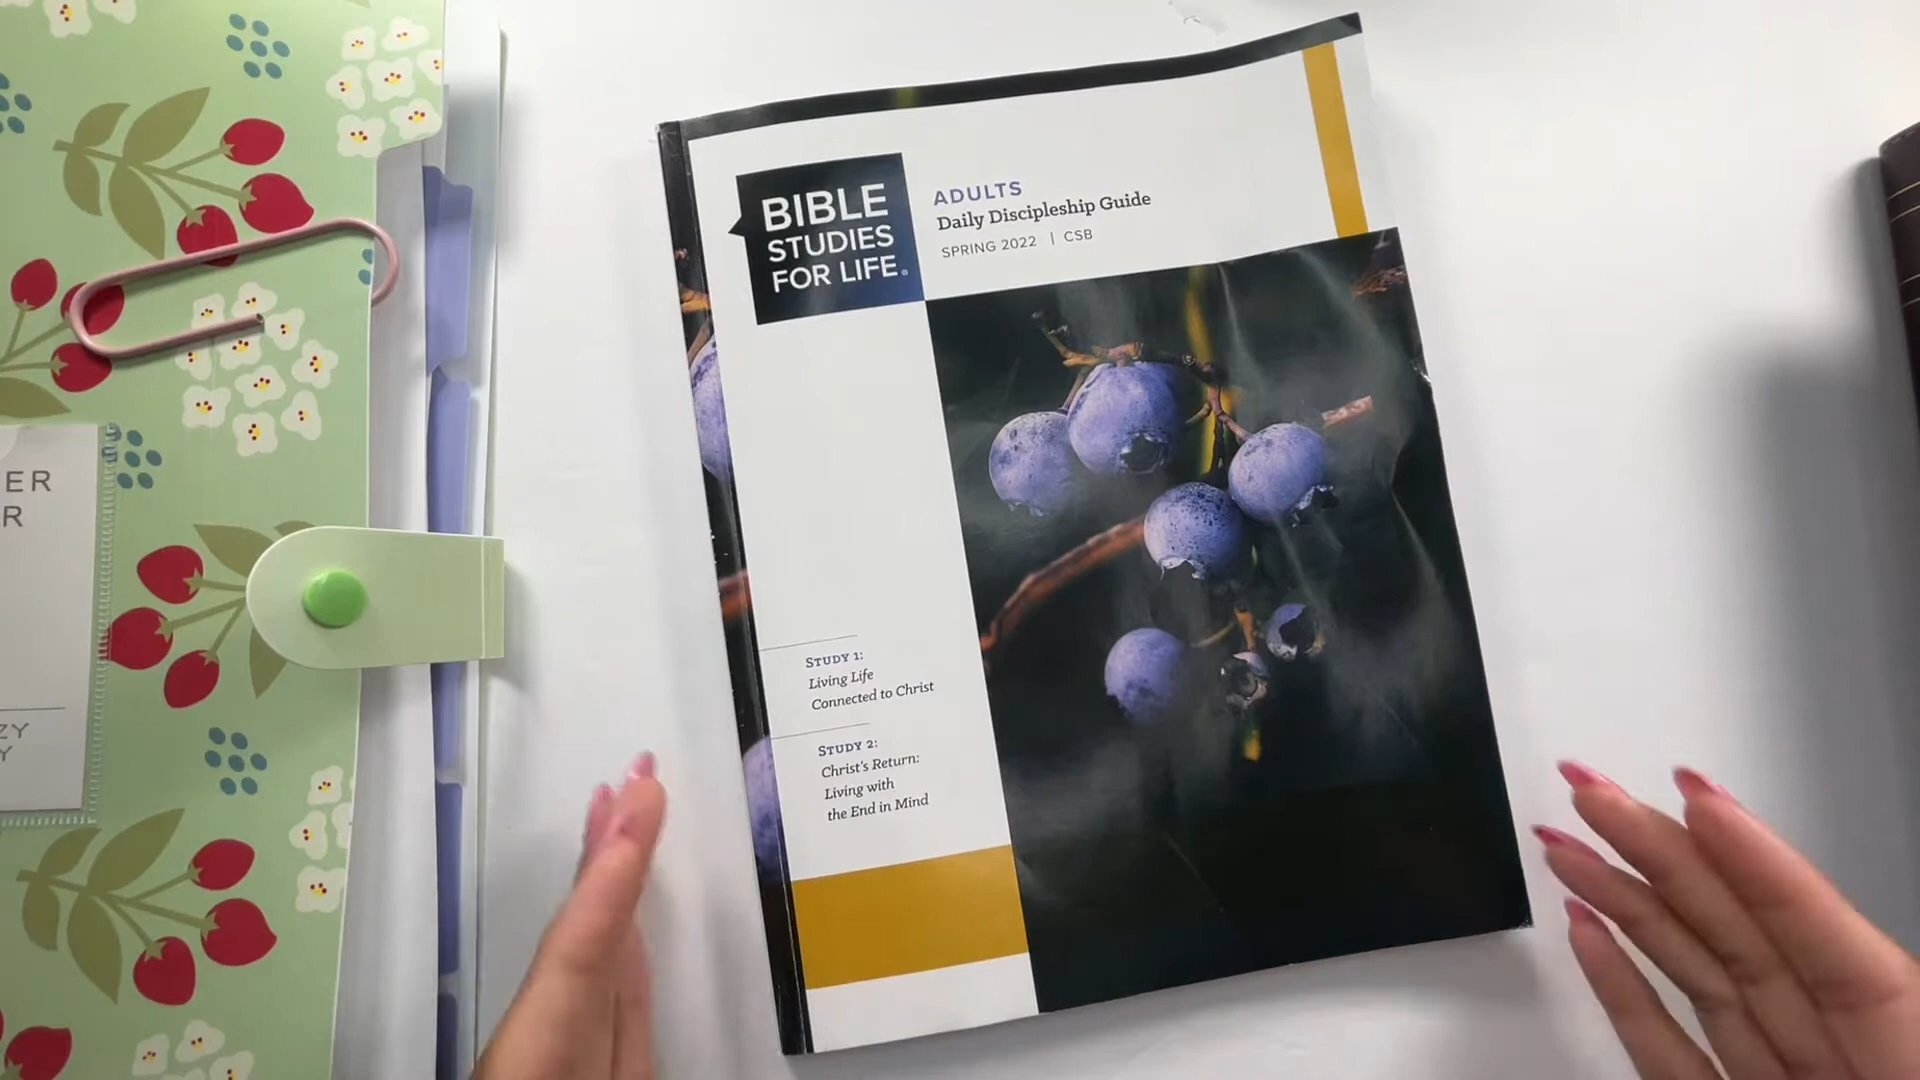 BIBLE
STUDIES
FOR LIFE®
ADULTS
Daily Discipleship Guide
SPRING 2022 | CSB
STUDY 1:
Living Life
Connected to Christ
STUDY 2:
Christ's Return:
Living with
the End in Mind
ER
R
ZY
Y